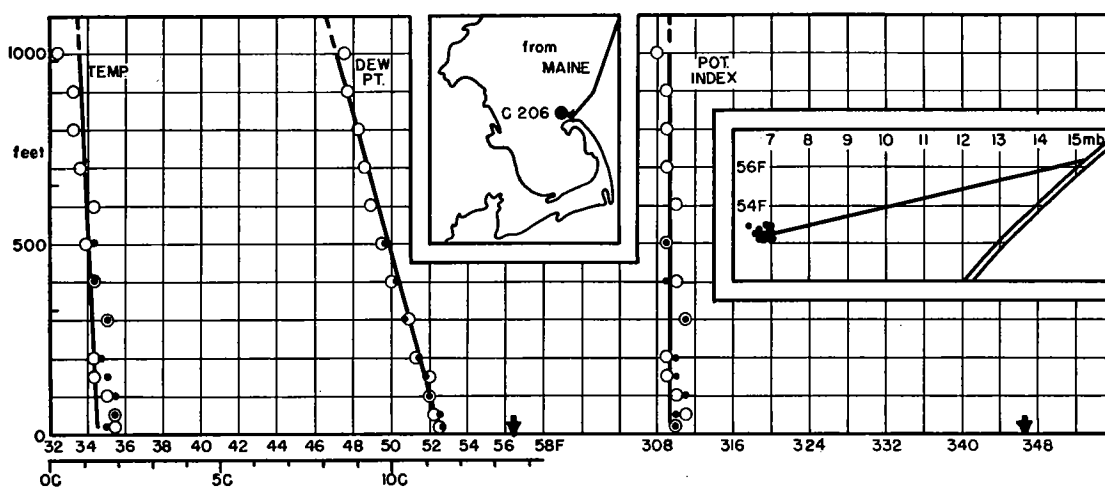 1000
feet
500
0
TEMP
DEW
PT.
from
MAINE
C 206
POT.
INDEX
7 8 9 10 11 12 13 14 15mb
56F
54F
32 34 36 38 40 42 44 46 48 50 52 54 56 58F
308 316 324 332 340 348
0C 5C 10C